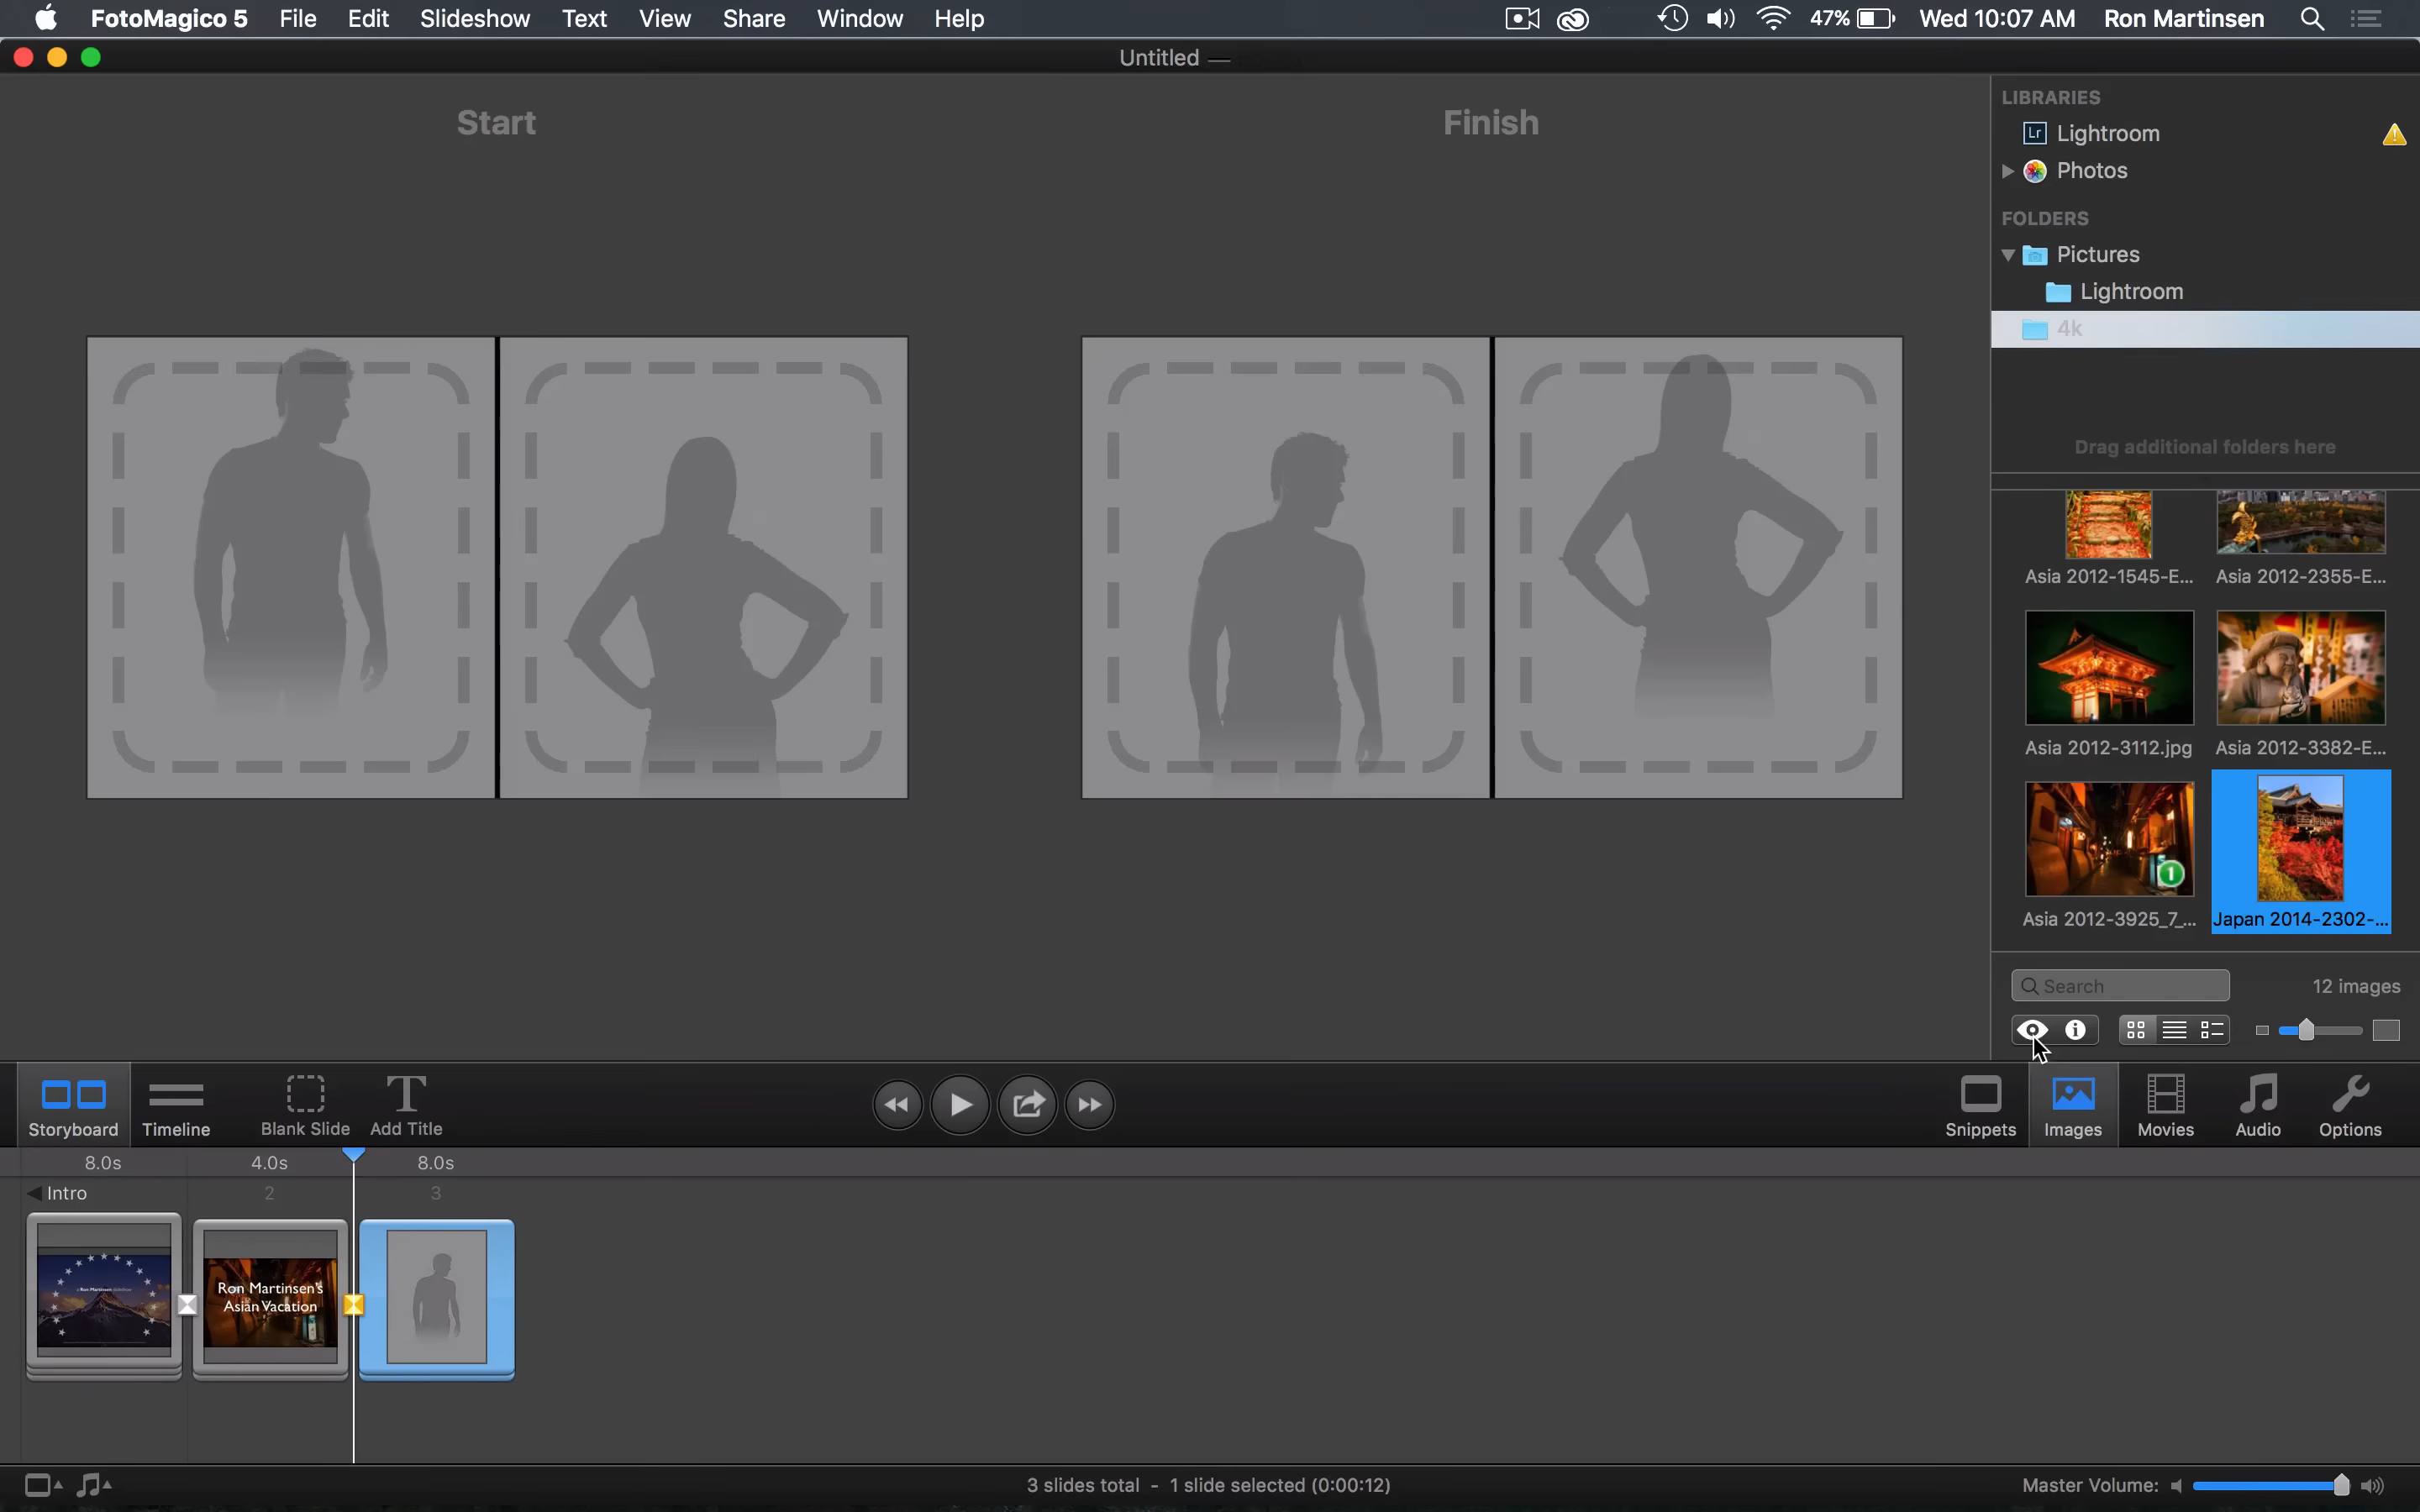 FotoMagico 5 File Edit Slideshow Text View Share Window Help 47% Wed 10:07 AM Ron Martinsen
Untitled —
Start
Finish
LIBRARIES
Lr Lightroom
Photos
FOLDERS
Pictures
Lightroom
4k
Drag additional folders here
Asia 2012-1545-E... Asia 2012-2355-E...
Asia 2012-3112.jpg Asia 2012-3382-E...
1
Asia 2012-3925_7_... Japan 2014-2302-...
Search 12 images
Storyboard Timeline Blank Slide Add Title
Snippets Images Movies Audio Options
8.0s 4.0s 8.0s
Intro 2 3
Ron Martinsen's
Asian Vacation
3 slides total - 1 slide selected (0:00:12)
Master Volume: